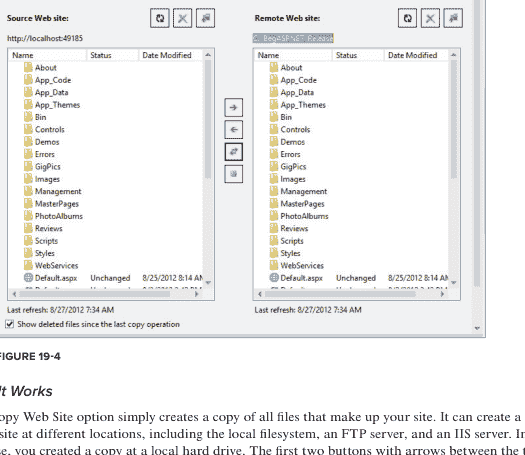 Source Web site:
Remote Web site:
http://localhost:49185
C:\BegASPNET\Release
Name Status Date Modified
About
App_Code
App_Data
App_Themes
Bin
Controls
Demos
Errors
GigPics
Images
Management
MasterPages
PhotoAlbums
Reviews
Scripts
Styles
WebServices
Default.aspx Unchanged 8/25/2012 8:14 AM
Name Status Date Modified
About
App_Code
App_Data
App_Themes
Bin
Controls
Demos
Errors
GigPics
Images
Management
MasterPages
PhotoAlbums
Reviews
Scripts
Styles
WebServices
Default.aspx Unchanged 8/25/2012 8:14 AM
Last refresh: 8/27/2012 7:34 AM
Last refresh: 8/27/2012 7:34 AM
Show deleted files since the last copy operation
FIGURE 19-4
It Works
opy Web Site option simply creates a copy of all files that make up your site. It can create a
site at different locations, including the local filesystem, an FTP server, and an IIS server. In
se, you created a copy at a local hard drive. The first two buttons with arrows between the t